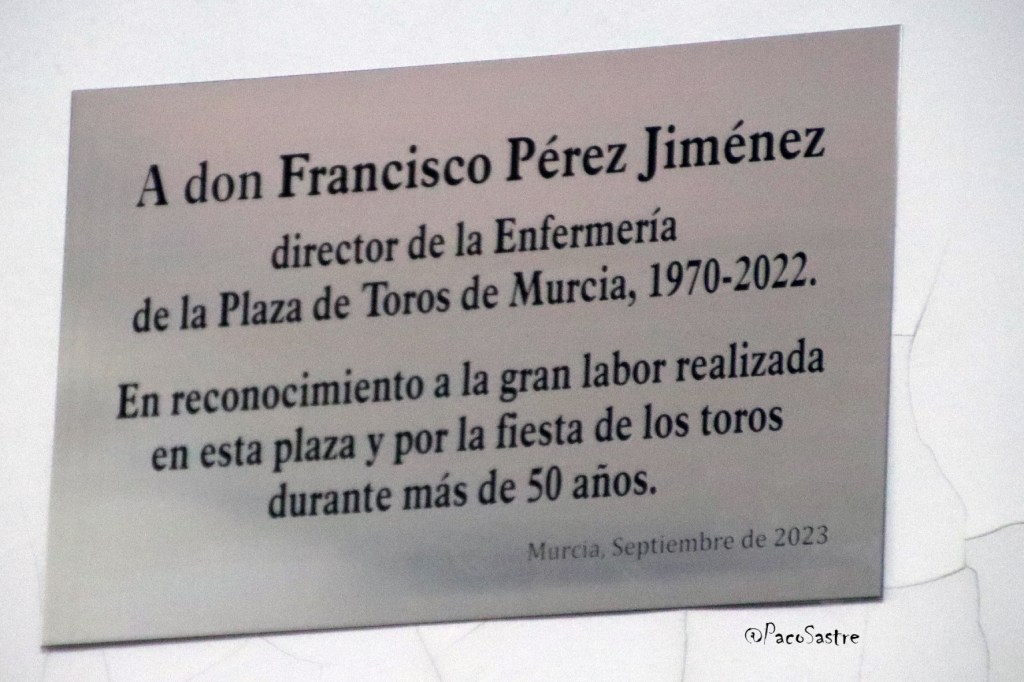 A don Francisco Pérez Jiménez
director de la Enfermería
de la Plaza de Toros de Murcia, 1970-2022.
En reconocimiento a la gran labor realizada
en esta plaza y por la fiesta de los toros
durante más de 50 años.
Murcia, Septiembre de 2023
@PacoSastre